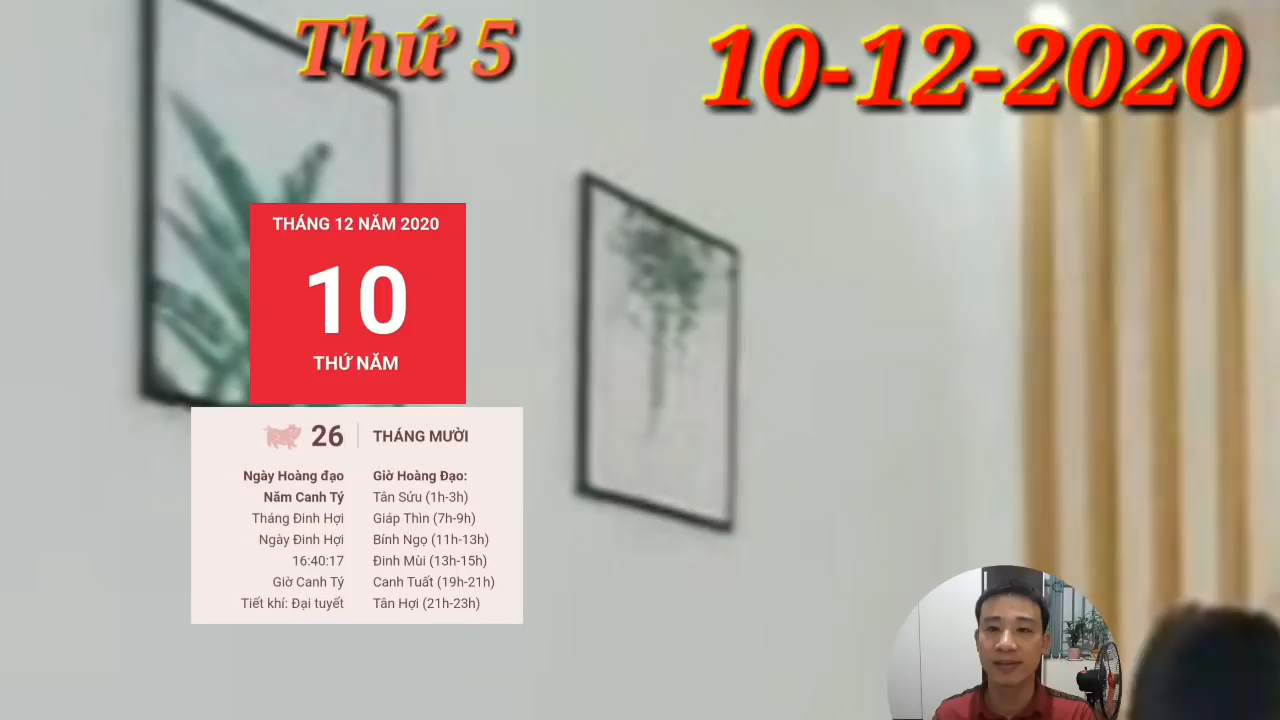 Thứ 5
10-12-2020
THÁNG 12 NĂM 2020
10
THỨ NĂM
26
THÁNG MƯỜI
Ngày Hoàng đạo
Năm Canh Tý
Tháng Đinh Hợi
Ngày Đinh Hợi
16:40:17
Giờ Canh Tý
Tiết khí: Đại tuyết
Giờ Hoàng Đạo:
Tân Sửu (1h-3h)
Giáp Thìn (7h-9h)
Bính Ngọ (11h-13h)
Đinh Mùi (13h-15h)
Canh Tuất (19h-21h)
Tân Hợi (21h-23h)